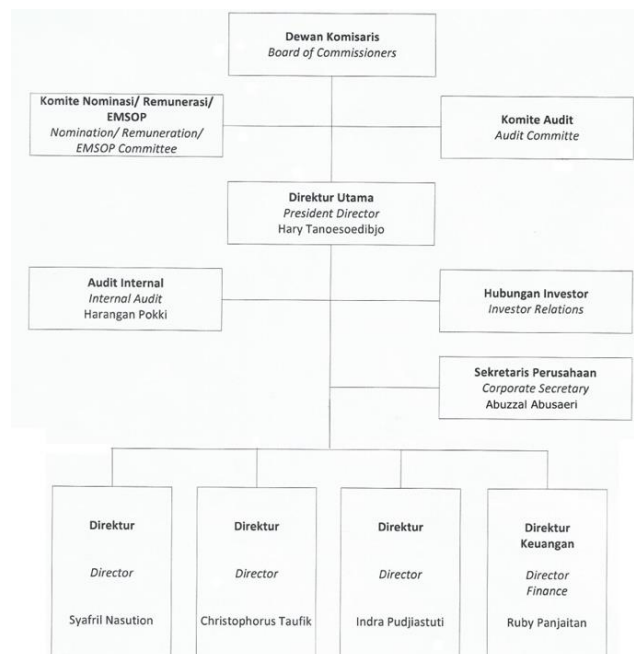 Dewan Komisaris
Board of Commissioners
Komite Nominasi/ Remunerasi/
EMSOP
Nomination/ Remuneration/
EMSOP Committee
Komite Audit
Audit Committe
Direktur Utama
President Director
Hary Tanoesoedibjo
Audit Internal
Internal Audit
Harangan Pokki
Hubungan Investor
Investor Relations
Sekretaris Perusahaan
Corporate Secretary
Abuzzal Abusaeri
Direktur
Director
Syafril Nasution
Direktur
Director
Christophorus Taufik
Direktur
Director
Indra Pudjiastuti
Direktur
Keuangan
Director
Finance
Ruby Panjaitan